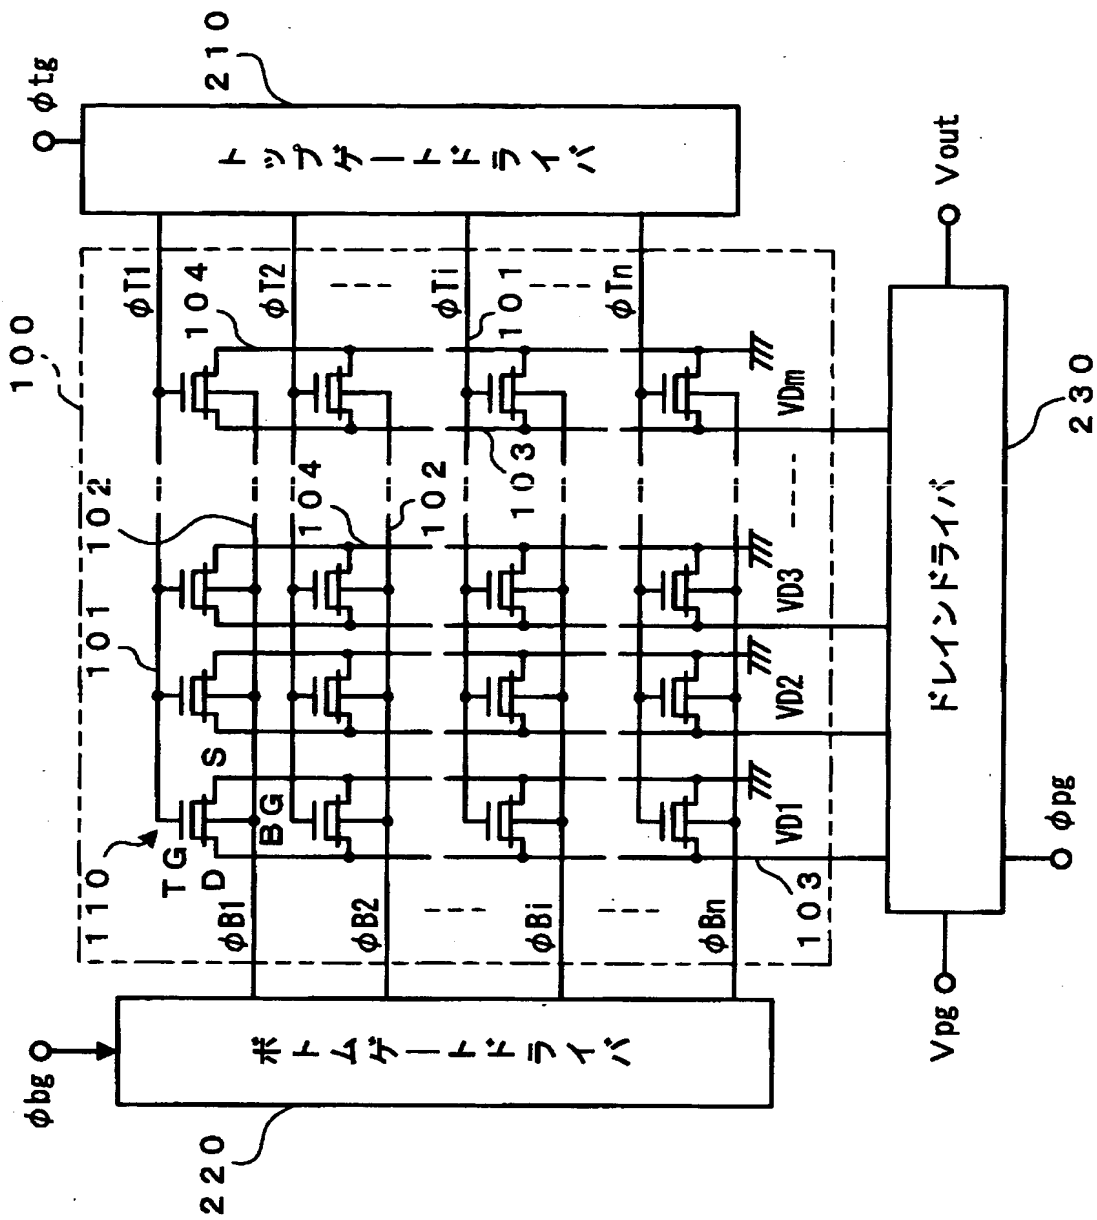 100
φtg
210
トップゲートドライバ
φT1
104
φT2
φTi
101
φTn
VDm
103
102
101
104
102
VD3
VD2
S
TG
D
BG
VD1
110
φB1
φB2
φBi
φBn
103
φbg
ボトムゲートドライバ
220
Vout
ドレインドライバ
230
φpg
Vpg